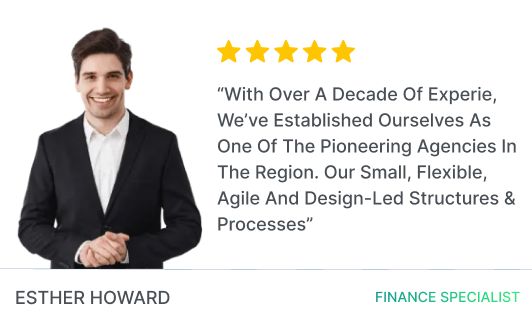 “With Over A Decade Of Experie,
We’ve Established Ourselves As
One Of The Pioneering Agencies In
The Region. Our Small, Flexible,
Agile And Design-Led Structures &
Processes”
ESTHER HOWARD
FINANCE SPECIALIST